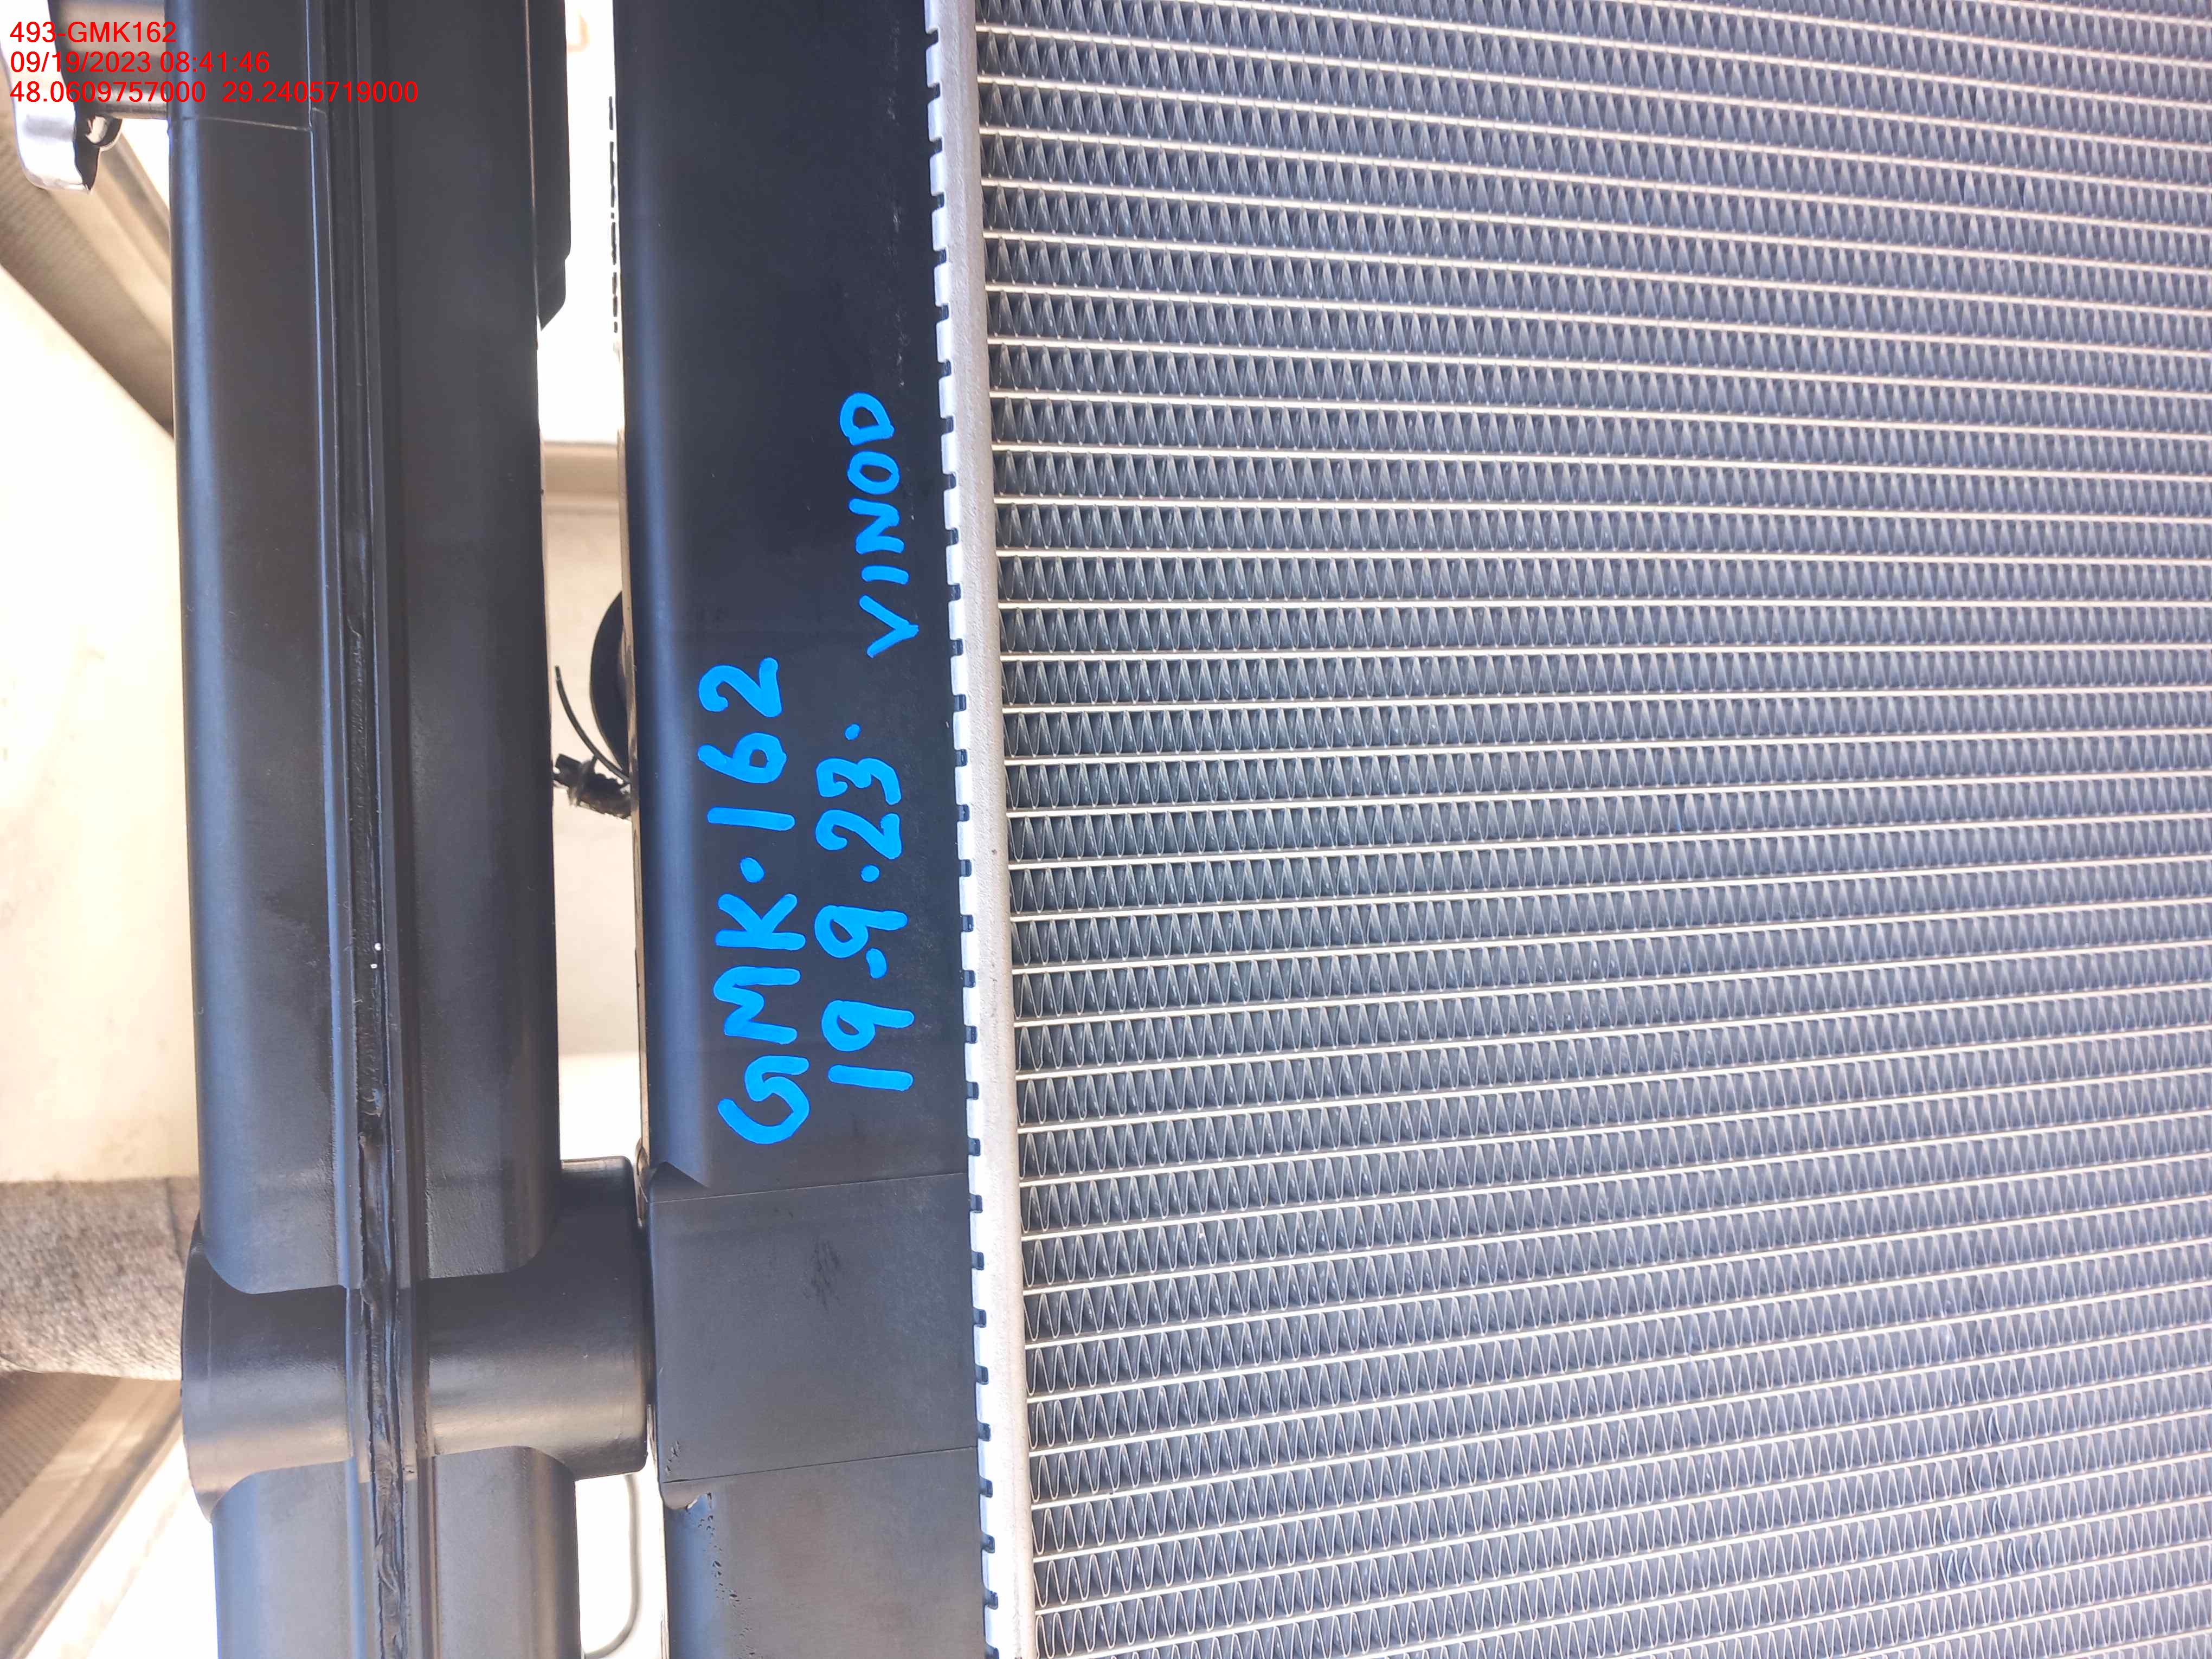 493-GMK162
09/19/2023 08:41:46
48.0609757000 29.2405719000
GMK.162
19-9.23. VINOD